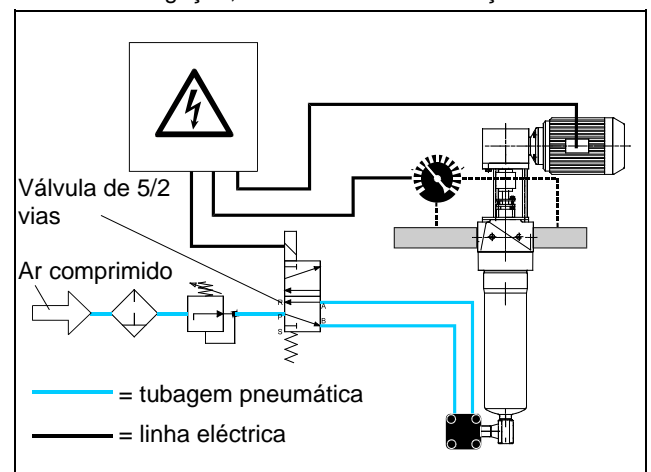 Válvula de 5/2
vias
Ar comprimido
R
A
P
B
S
= tubagem pneumática
= linha eléctrica